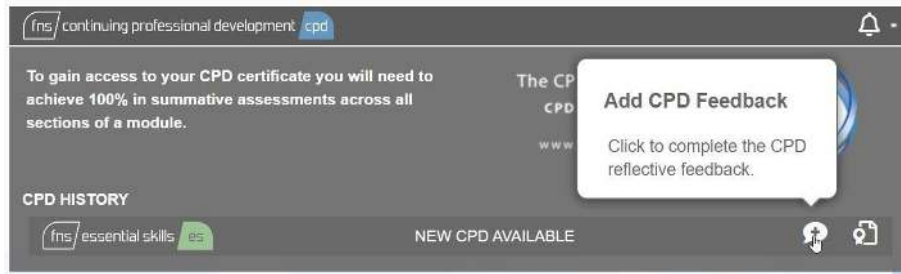 fns continuing professional development cpd
To gain access to your CPD certificate you will need to
achieve 100% in summative assessments across all
sections of a module.
The CP
CPD
www
Add CPD Feedback
Click to complete the CPD
reflective feedback.
CPD HISTORY
fns essential skills es
NEW CPD AVAILABLE